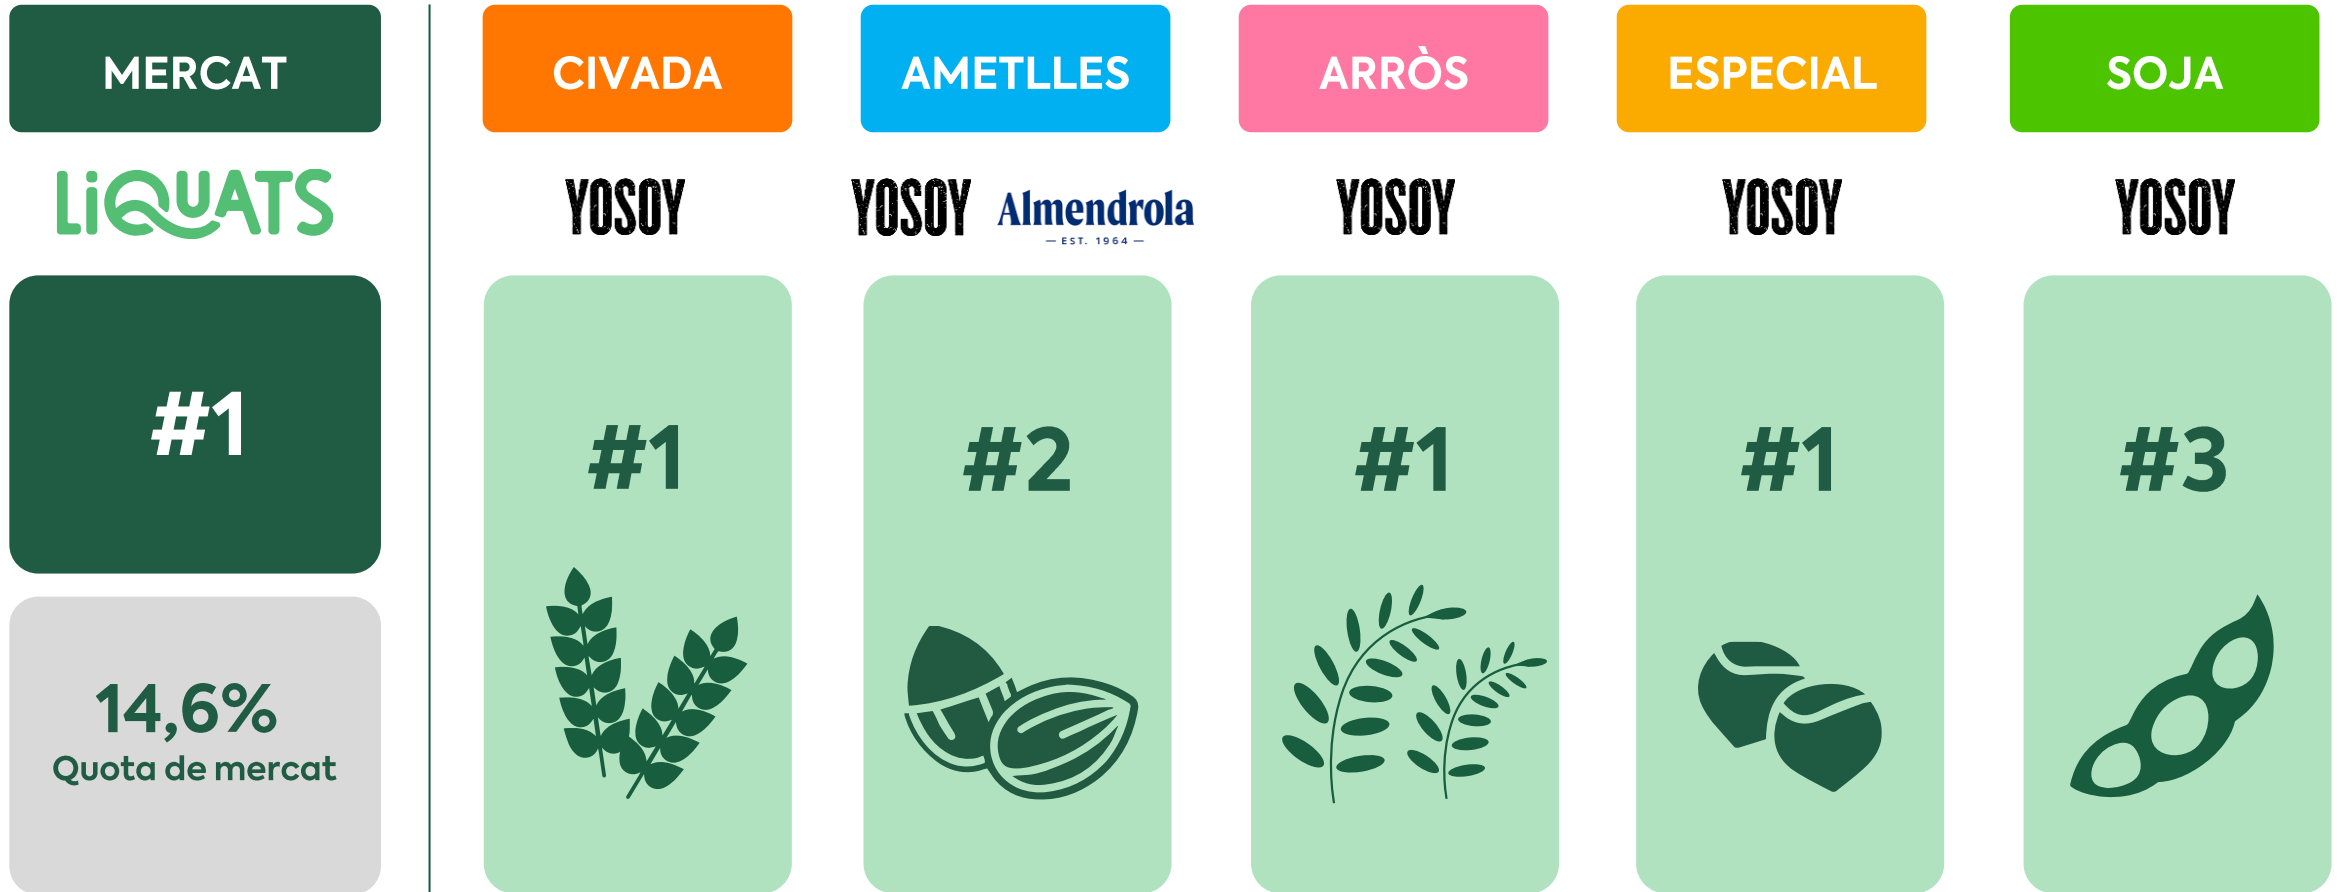 MERCAT
LiQUATS
#1
14,6%
Quota de mercat
CIVADA
YOSOY
#1
AMETLLES
YOSOY
Almendrola
— EST. 1964 —
#2
ARRÒS
YOSOY
#1
ESPECIAL
YOSOY
#1
SOJA
YOSOY
#3